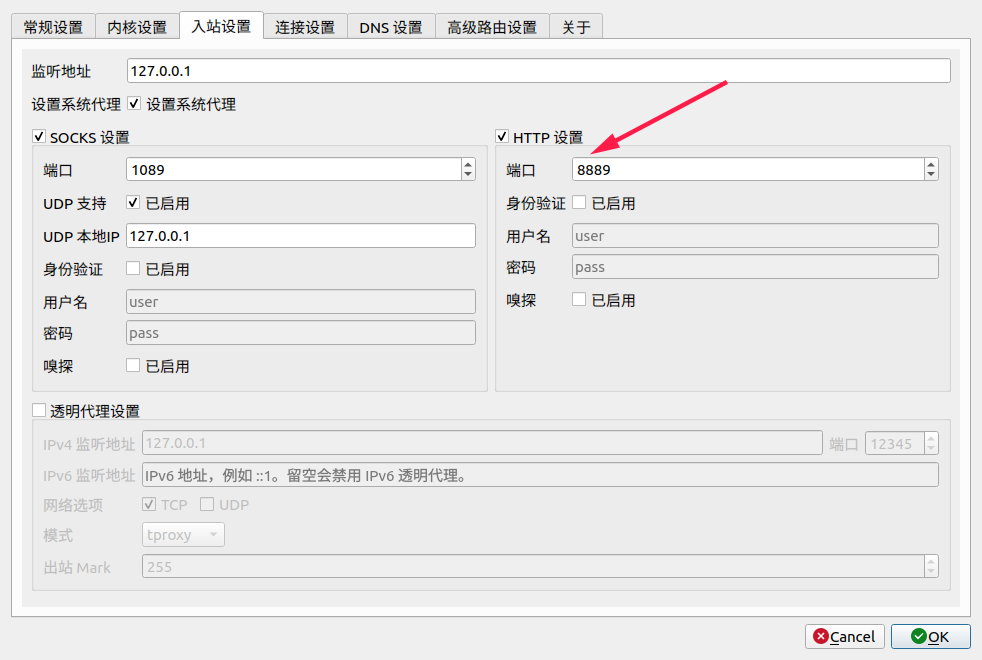 常规设置 内核设置 入站设置 连接设置 DNS 设置 高级路由设置 关于
监听地址 127.0.0.1
设置系统代理 设置系统代理
SOCKS 设置
端口 1089
UDP 支持 已启用
UDP 本地IP 127.0.0.1
身份验证 已启用
用户名 user
密码 pass
嗅探 已启用
HTTP 设置
端口 8889
身份验证 已启用
用户名 user
密码 pass
嗅探 已启用
透明代理设置
IPv4 监听地址 127.0.0.1 端口 12345
IPv6 监听地址 IPv6 地址，例如 ::1。留空会禁用 IPv6 透明代理。
网络选项 TCP UDP
模式 tproxy
出站 Mark 255
Cancel OK